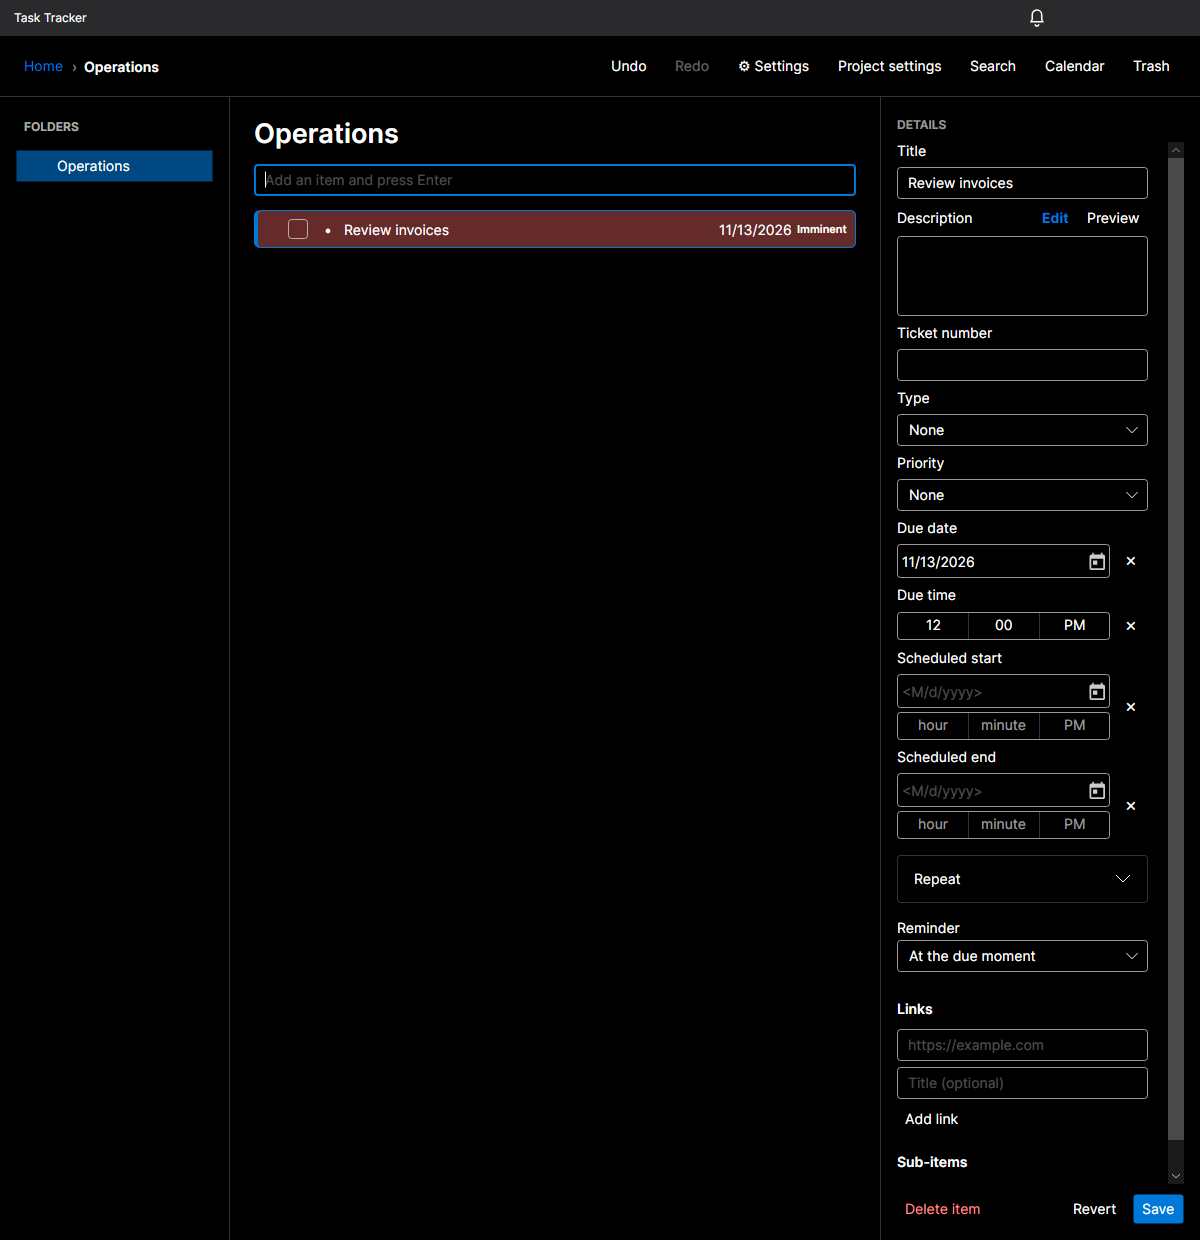 Task Tracker
Home › Operations
Undo Redo ⚙ Settings Project settings Search Calendar Trash
FOLDERS
Operations
Operations
Add an item and press Enter
• Review invoices 11/13/2026 Imminent
DETAILS
Title
Review invoices
Description Edit Preview
Ticket number
Type
None
Priority
None
Due date
11/13/2026
Due time
12 00 PM
Scheduled start
<M/d/yyyy>
hour minute PM
Scheduled end
<M/d/yyyy>
hour minute PM
Repeat
Reminder
At the due moment
Links
https://example.com
Title (optional)
Add link
Sub-items
Delete item Revert Save